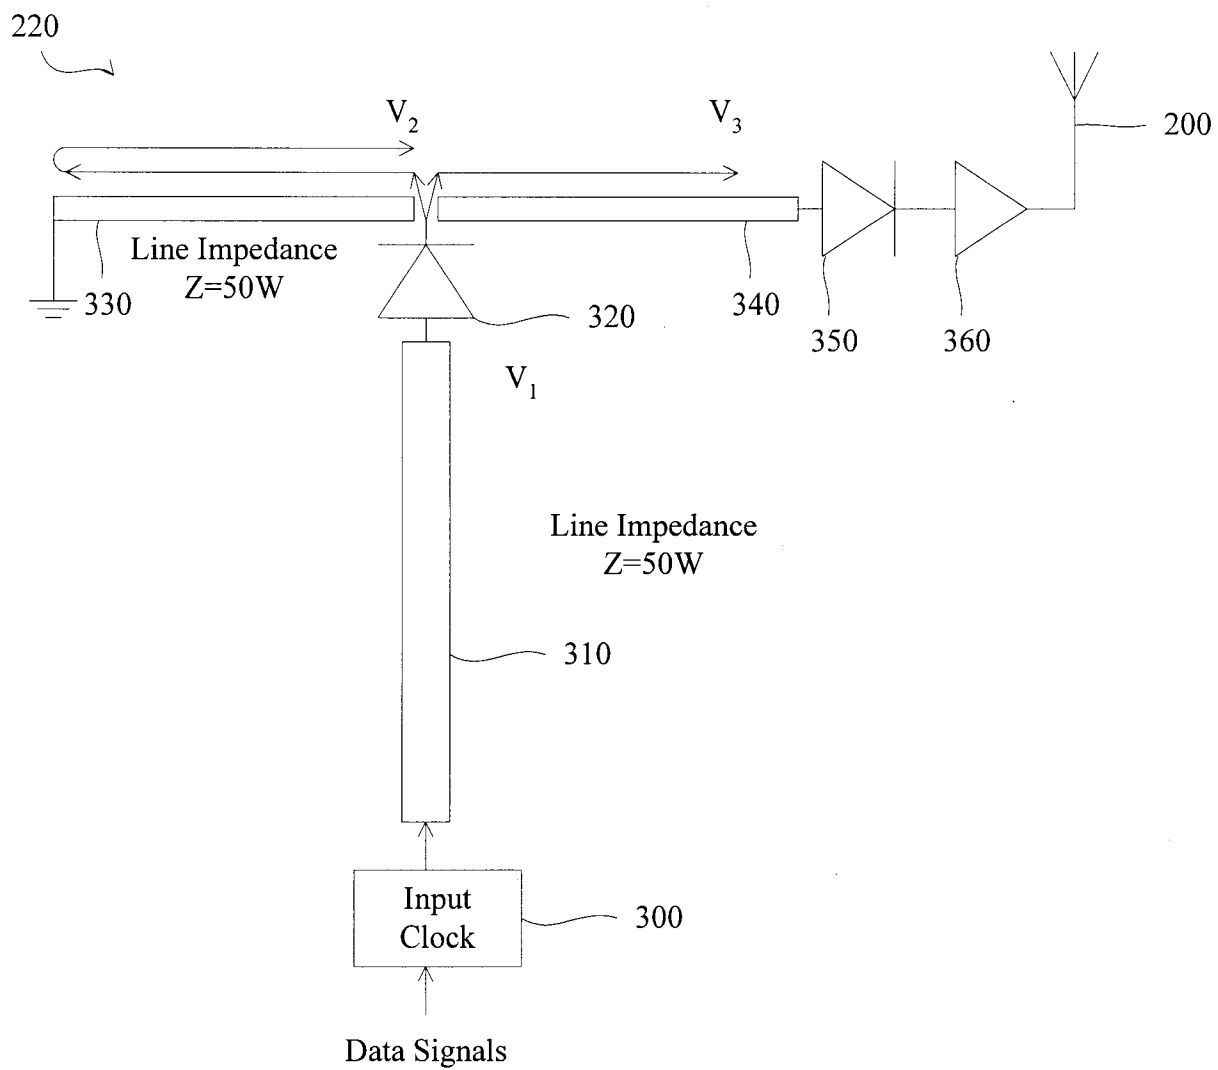 220
V2
V3
200
Line Impedance
Z=50W
330
320
340
350
360
V1
Line Impedance
Z=50W
310
Input
Clock
300
Data Signals